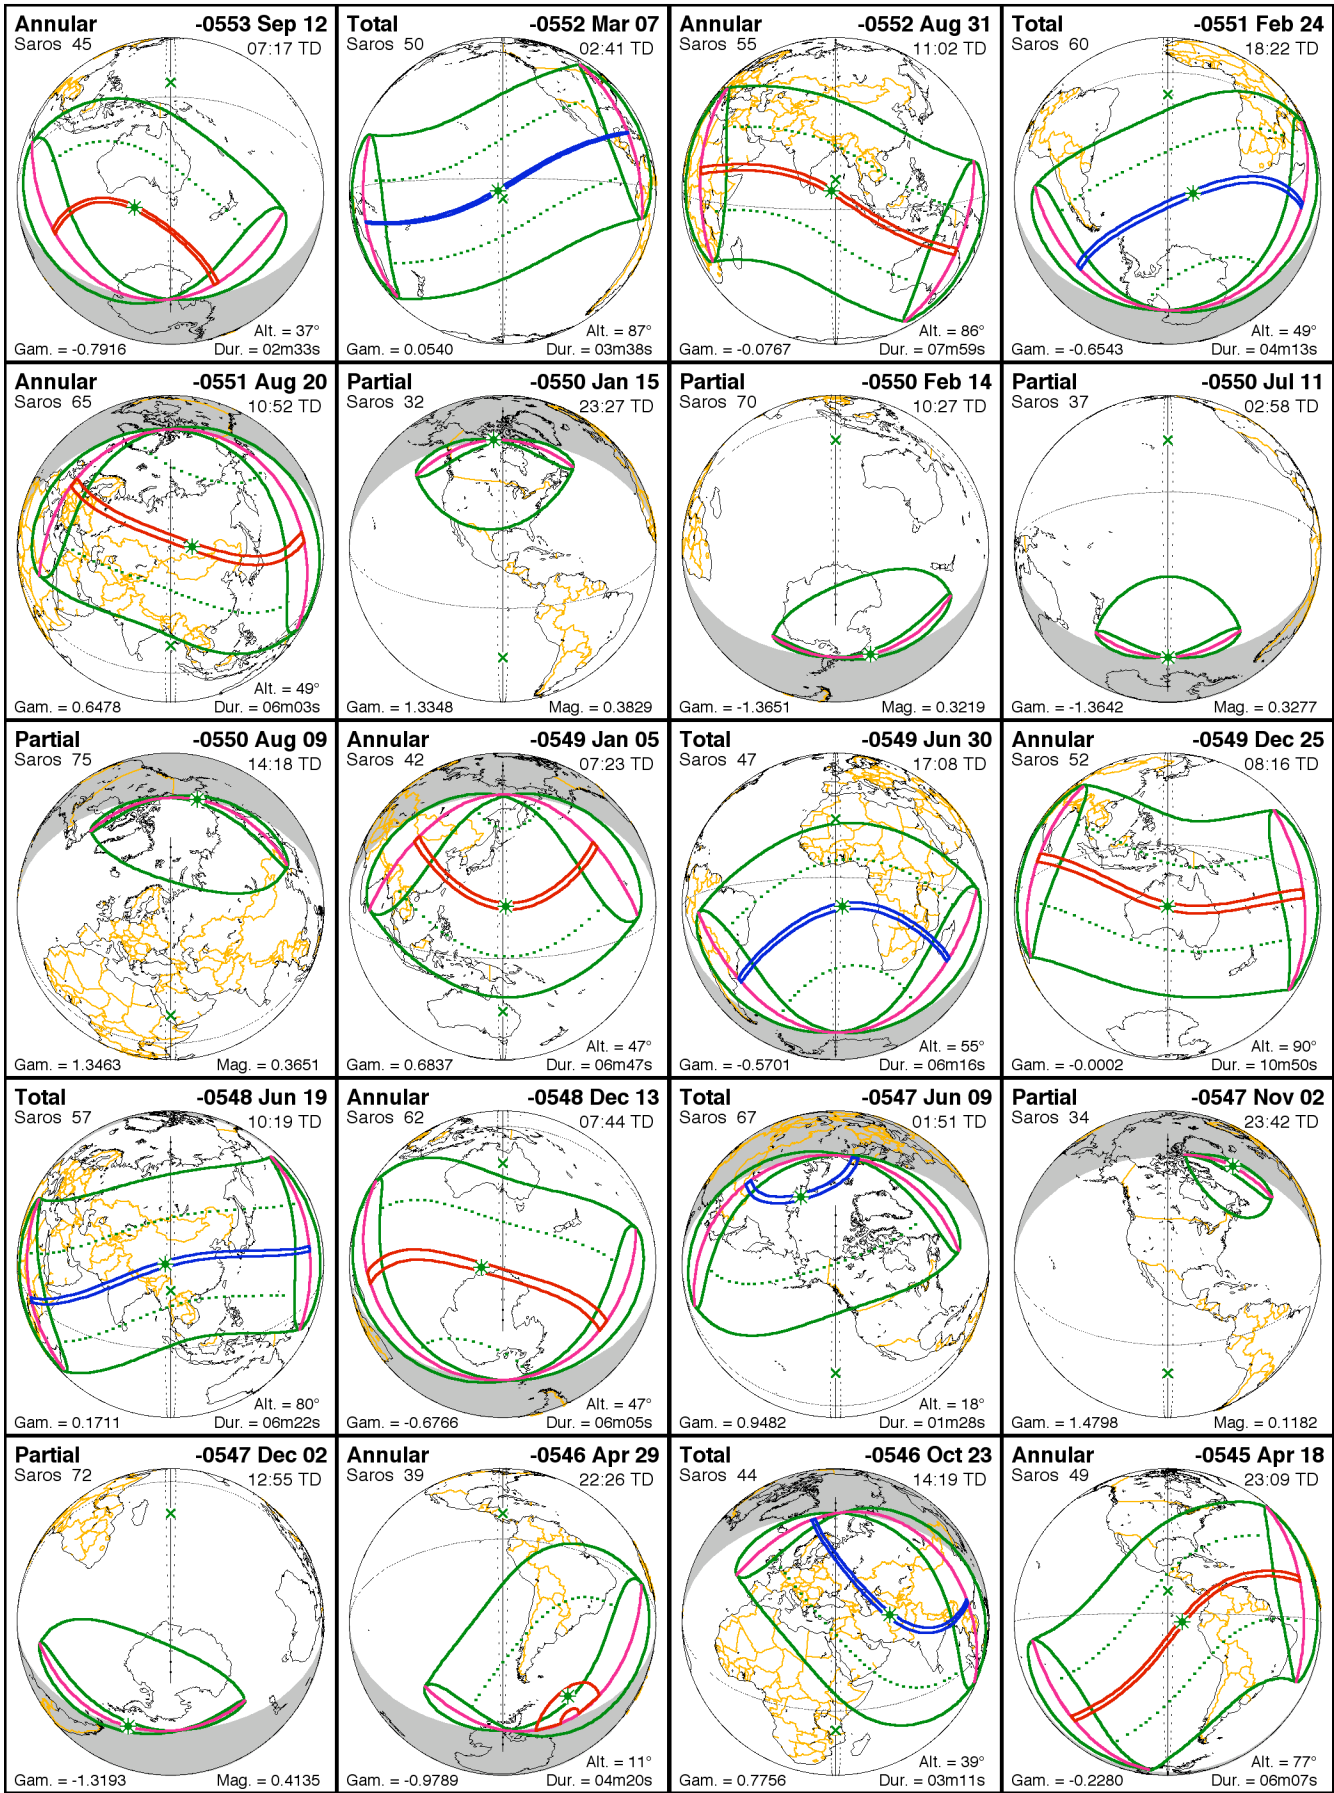 Annular -0553 Sep 12
Saros 45 07:17 TD
Alt. = 37°
Gam. = -0.7916 Dur. = 02m33s
Total -0552 Mar 07
Saros 50 02:41 TD
Alt. = 87°
Gam. = 0.0540 Dur. = 03m38s
Annular -0552 Aug 31
Saros 55 11:02 TD
Alt. = 86°
Gam. = -0.0767 Dur. = 07m59s
Total -0551 Feb 24
Saros 60 18:22 TD
Alt. = 49°
Gam. = -0.6543 Dur. = 04m13s
Annular -0551 Aug 20
Saros 65 10:52 TD
Alt. = 49°
Gam. = 0.6478 Dur. = 06m03s
Partial -0550 Jan 15
Saros 32 23:27 TD
Gam. = 1.3348 Mag. = 0.3829
Partial -0550 Feb 14
Saros 70 10:27 TD
Gam. = -1.3651 Mag. = 0.3219
Partial -0550 Jul 11
Saros 37 02:58 TD
Gam. = -1.3642 Mag. = 0.3277
Partial -0550 Aug 09
Saros 75 14:18 TD
Gam. = 1.3463 Mag. = 0.3651
Annular -0549 Jan 05
Saros 42 07:23 TD
Alt. = 47°
Gam. = 0.6837 Dur. = 06m47s
Total -0549 Jun 30
Saros 47 17:08 TD
Alt. = 55°
Gam. = -0.5701 Dur. = 06m16s
Annular -0549 Dec 25
Saros 52 08:16 TD
Alt. = 90°
Gam. = -0.0002 Dur. = 10m50s
Total -0548 Jun 19
Saros 57 10:19 TD
Alt. = 80°
Gam. = 0.1711 Dur. = 06m22s
Annular -0548 Dec 13
Saros 62 07:44 TD
Alt. = 47°
Gam. = -0.6766 Dur. = 06m05s
Total -0547 Jun 09
Saros 67 01:51 TD
Alt. = 18°
Gam. = 0.9482 Dur. = 01m28s
Partial -0547 Nov 02
Saros 34 23:42 TD
Gam. = 1.4798 Mag. = 0.1182
Partial -0547 Dec 02
Saros 72 12:55 TD
Gam. = -1.3193 Mag. = 0.4135
Annular -0546 Apr 29
Saros 39 22:26 TD
Alt. = 11°
Gam. = -0.9789 Dur. = 04m20s
Total -0546 Oct 23
Saros 44 14:19 TD
Alt. = 39°
Gam. = 0.7756 Dur. = 03m11s
Annular -0545 Apr 18
Saros 49 23:09 TD
Alt. = 77°
Gam. = -0.2280 Dur. = 06m07s